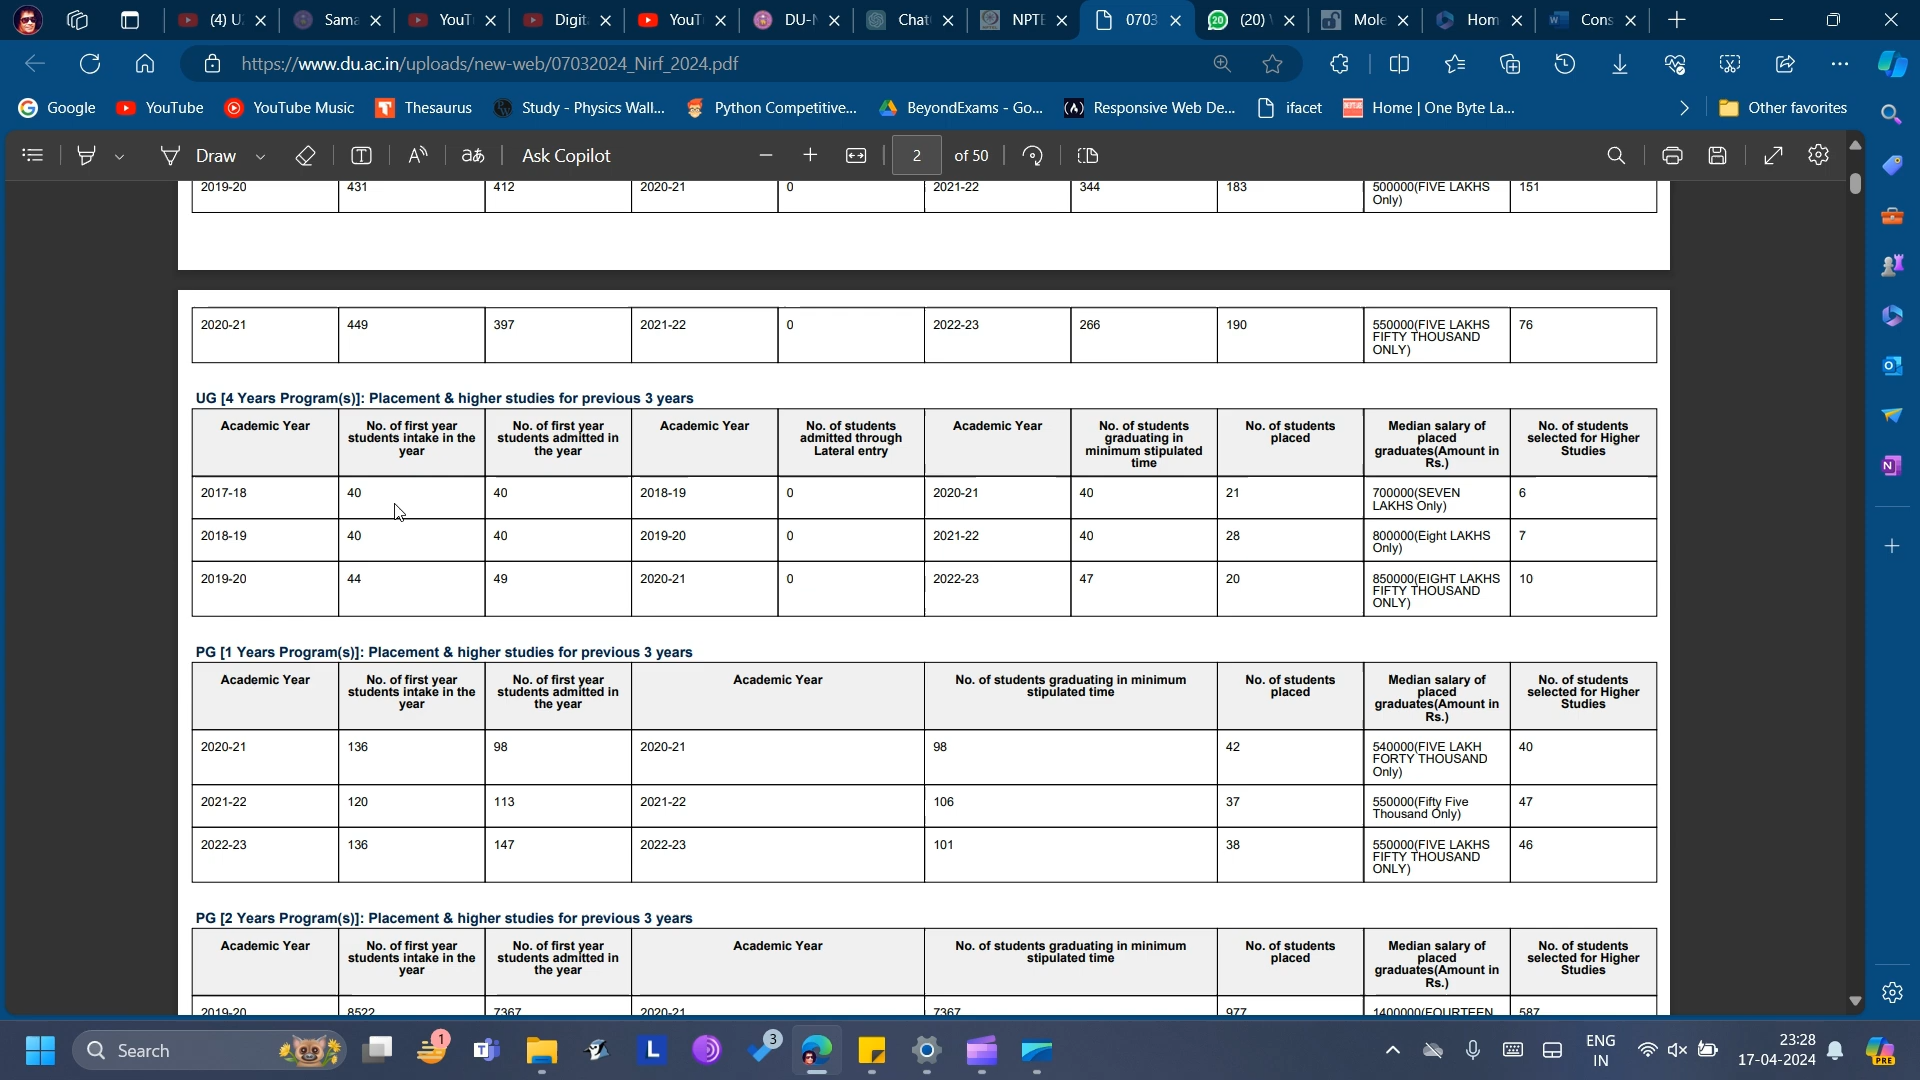 (4) U
Sama
YouT
Digit
YouT
DU-N
Chat
NPTE
0703
(20)
Mole
Hom
Cons
https://www.du.ac.in/uploads/new-web/07032024_Nirf_2024.pdf
Google
YouTube
YouTube Music
Thesaurus
Study - Physics Wall...
Python Competitive...
BeyondExams - Go...
Responsive Web De...
ifacet
Home | One Byte La...
Other favorites
Draw
Ask Copilot
2 of 50
2019-20 431 412 2020-21 0 2021-22 344 183 500000(FIVE LAKHS 151
Only)
2020-21 449 397 2021-22 0 2022-23 266 190 550000(FIVE LAKHS 76
FIFTY THOUSAND
ONLY)
UG [4 Years Program(s)]: Placement & higher studies for previous 3 years
Academic Year
No. of first year
students intake in the
year
No. of first year
students admitted in
the year
Academic Year
No. of students
admitted through
Lateral entry
Academic Year
No. of students
graduating in
minimum stipulated
time
No. of students
placed
Median salary of
placed
graduates(Amount in
Rs.)
No. of students
selected for Higher
Studies
2017-18 40 40 2018-19 0 2020-21 40 21 700000(SEVEN 6
LAKHS Only)
2018-19 40 40 2019-20 0 2021-22 40 28 800000(Eight LAKHS 7
Only)
2019-20 44 49 2020-21 0 2022-23 47 20 850000(EIGHT LAKHS 10
FIFTY THOUSAND
ONLY)
PG [1 Years Program(s)]: Placement & higher studies for previous 3 years
Academic Year
No. of first year
students intake in the
year
No. of first year
students admitted in
the year
Academic Year
No. of students graduating in minimum
stipulated time
No. of students
placed
Median salary of
placed
graduates(Amount in
Rs.)
No. of students
selected for Higher
Studies
2020-21 136 98 2020-21 98 42 540000(FIVE LAKH 40
FORTY THOUSAND
Only)
2021-22 120 113 2021-22 106 37 550000(Fifty Five 47
Thousand Only)
2022-23 136 147 2022-23 101 38 550000(FIVE LAKHS 46
FIFTY THOUSAND
ONLY)
PG [2 Years Program(s)]: Placement & higher studies for previous 3 years
Academic Year
No. of first year
students intake in the
year
No. of first year
students admitted in
the year
Academic Year
No. of students graduating in minimum
stipulated time
No. of students
placed
Median salary of
placed
graduates(Amount in
Rs.)
No. of students
selected for Higher
Studies
2019-20 8522 7367 2020-21 7367 977 1400000(FOURTEEN 587
Search
1
L
3
ENG
IN
23:28
17-04-2024
PRE